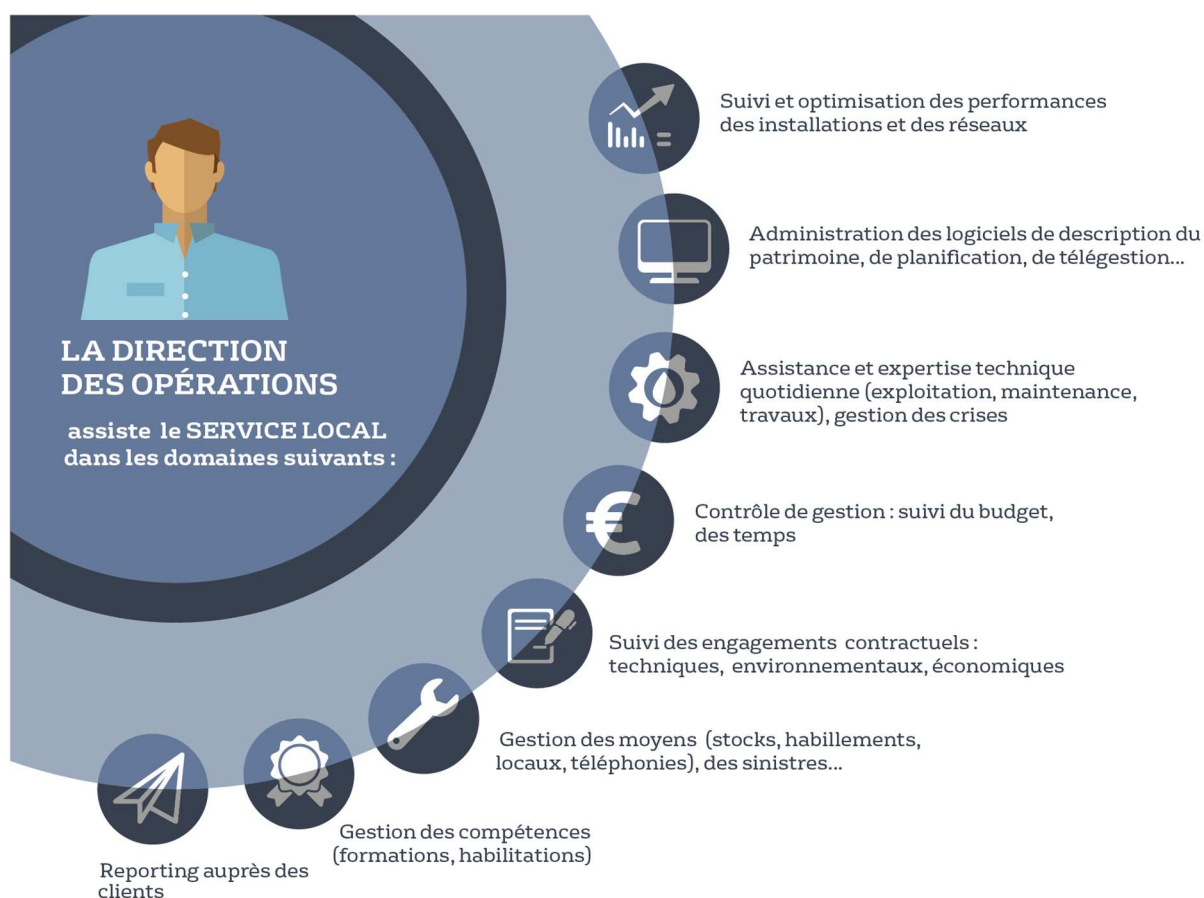 LA DIRECTION
DES OPÉRATIONS
assiste le SERVICE LOCAL
dans les domaines suivants :
Suivi et optimisation des performances
des installations et des réseaux
Administration des logiciels de description du
patrimoine, de planification, de télégestion...
Assistance et expertise technique
quotidienne (exploitation, maintenance,
travaux), gestion des crises
Contrôle de gestion : suivi du budget,
des temps
Suivi des engagements contractuels :
techniques, environnementaux, économiques
Gestion des moyens (stocks, habillements,
locaux, téléphonies), des sinistres...
Gestion des compétences
(formations, habilitations)
Reporting auprès des
clients